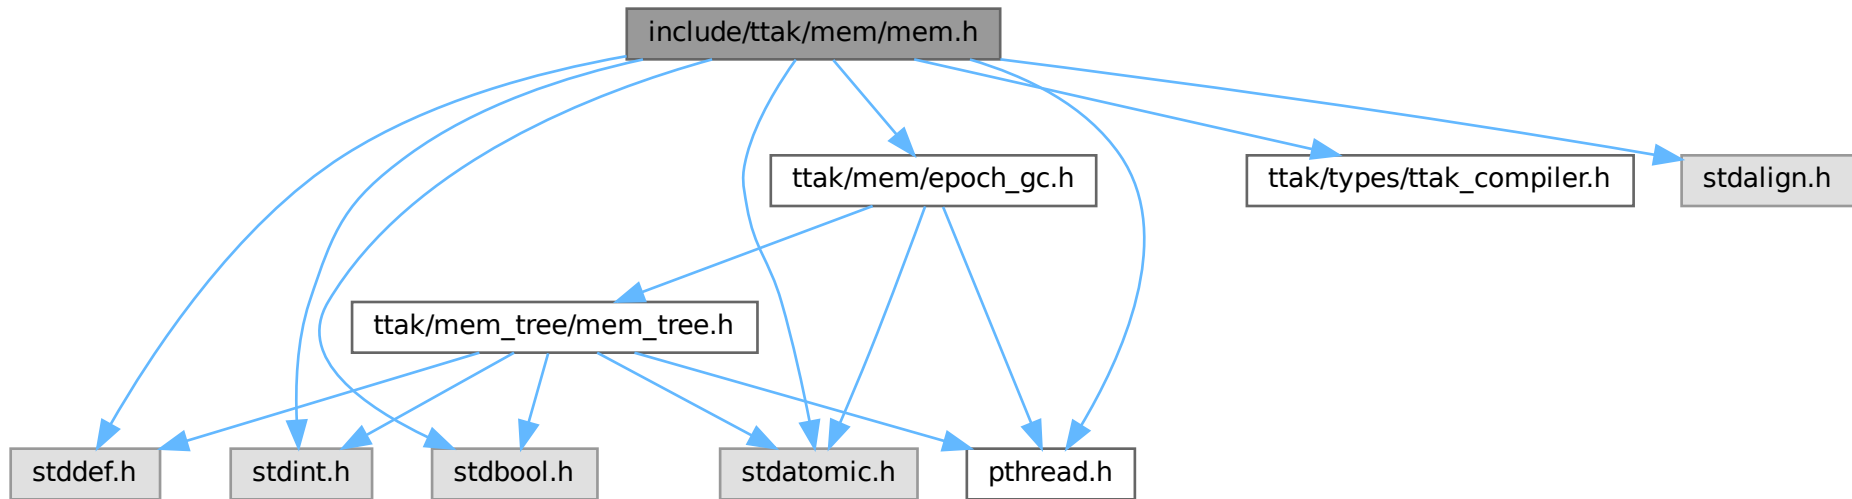 include/ttak/mem/mem.h
ttak/mem/epoch_gc.h
ttak/types/ttak_compiler.h
stdalign.h
ttak/mem_tree/mem_tree.h
stddef.h
stdint.h
stdbool.h
stdatomic.h
pthread.h